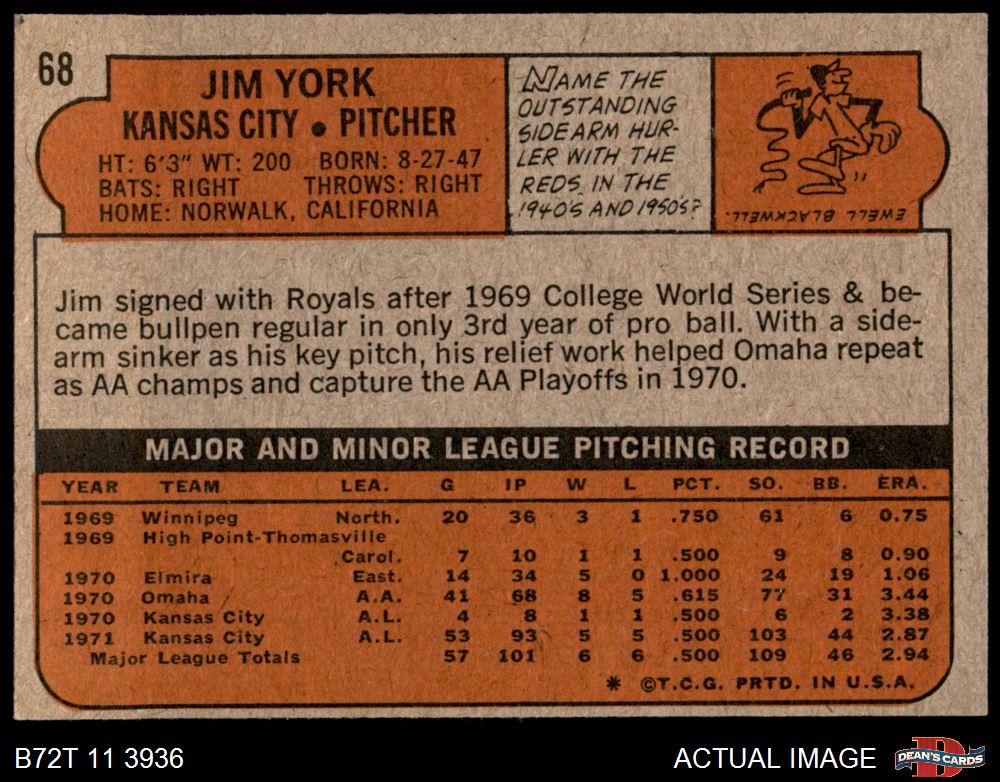 68
JIM YORK
KANSAS CITY • PITCHER
HT: 6'3" WT: 200 BORN: 8-27-47
BATS: RIGHT THROWS: RIGHT
HOME: NORWALK, CALIFORNIA
NAME THE
OUTSTANDING
SIDEARM HUR-
LER WITH THE
REDS IN THE
1940'S AND 1950'S?
EWELL BLACKWELL.
Jim signed with Royals after 1969 College World Series & be-
came bullpen regular in only 3rd year of pro ball. With a side-
arm sinker as his key pitch, his relief work helped Omaha repeat
as AA champs and capture the AA Playoffs in 1970.
MAJOR AND MINOR LEAGUE PITCHING RECORD
YEAR TEAM LEA. G IP W L PCT. SO. BB. ERA.
1969 Winnipeg North. 20 36 3 1 .750 61 6 0.75
1969 High Point-Thomasville
Carol. 7 10 1 1 .500 9 8 0.90
1970 Elmira East. 14 34 5 0 1.000 24 19 1.06
1970 Omaha A.A. 41 68 8 5 .615 77 31 3.44
1970 Kansas City A.L. 4 8 1 1 .500 6 2 3.38
1971 Kansas City A.L. 53 93 5 5 .500 103 44 2.87
Major League Totals 57 101 6 6 .500 109 46 2.94
* ©T.C.G. PRTD. IN U.S.A.
B72T 11 3936
ACTUAL IMAGE
D
DEAN'S CARDS